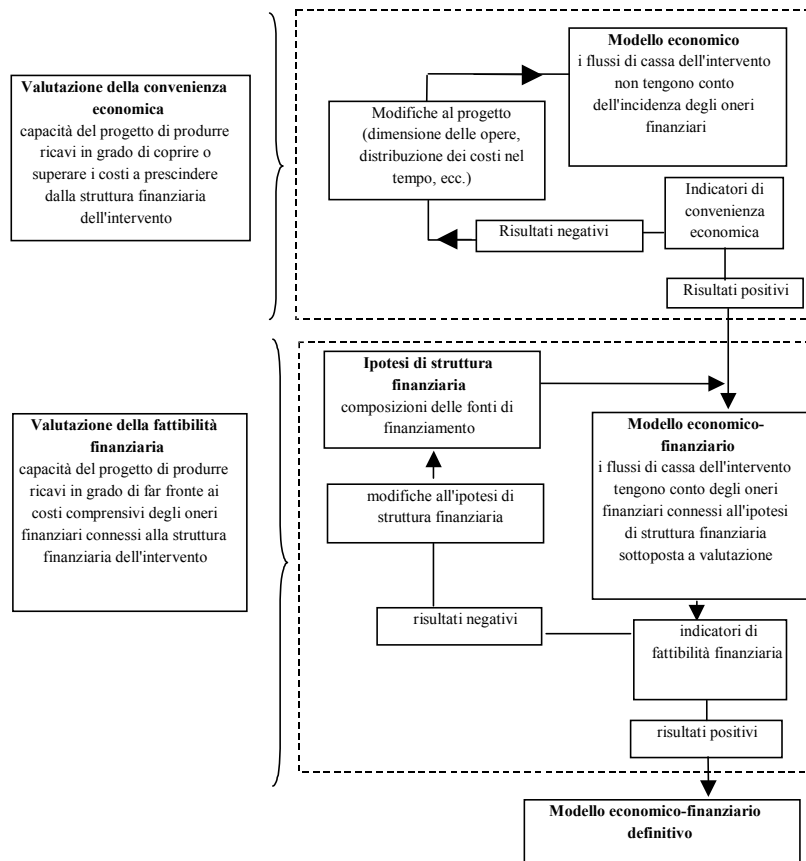 Valutazione della convenienza
economica
capacità del progetto di produrre
ricavi in grado di coprire o
superare i costi a prescindere
dalla struttura finanziaria
dell'intervento
Modello economico
i flussi di cassa dell'intervento
non tengono conto
dell'incidenza degli oneri
finanziari
Modifiche al progetto
(dimensione delle opere,
distribuzione dei costi nel
tempo, ecc.)
Indicatori di
convenienza
economica
Risultati negativi
Risultati positivi
Valutazione della fattibilità
finanziaria
capacità del progetto di produrre
ricavi in grado di far fronte ai
costi comprensivi degli oneri
finanziari connessi alla struttura
finanziaria dell'intervento
Ipotesi di struttura
finanziaria
composizioni delle fonti di
finanziamento
Modello economico-
finanziario
i flussi di cassa dell'intervento
tengono conto degli oneri
finanziari connessi all'ipotesi
di struttura finanziaria
sottoposta a valutazione
modifiche all'ipotesi di
struttura finanziaria
risultati negativi
indicatori di
fattibilità finanziaria
risultati positivi
Modello economico-finanziario
definitivo